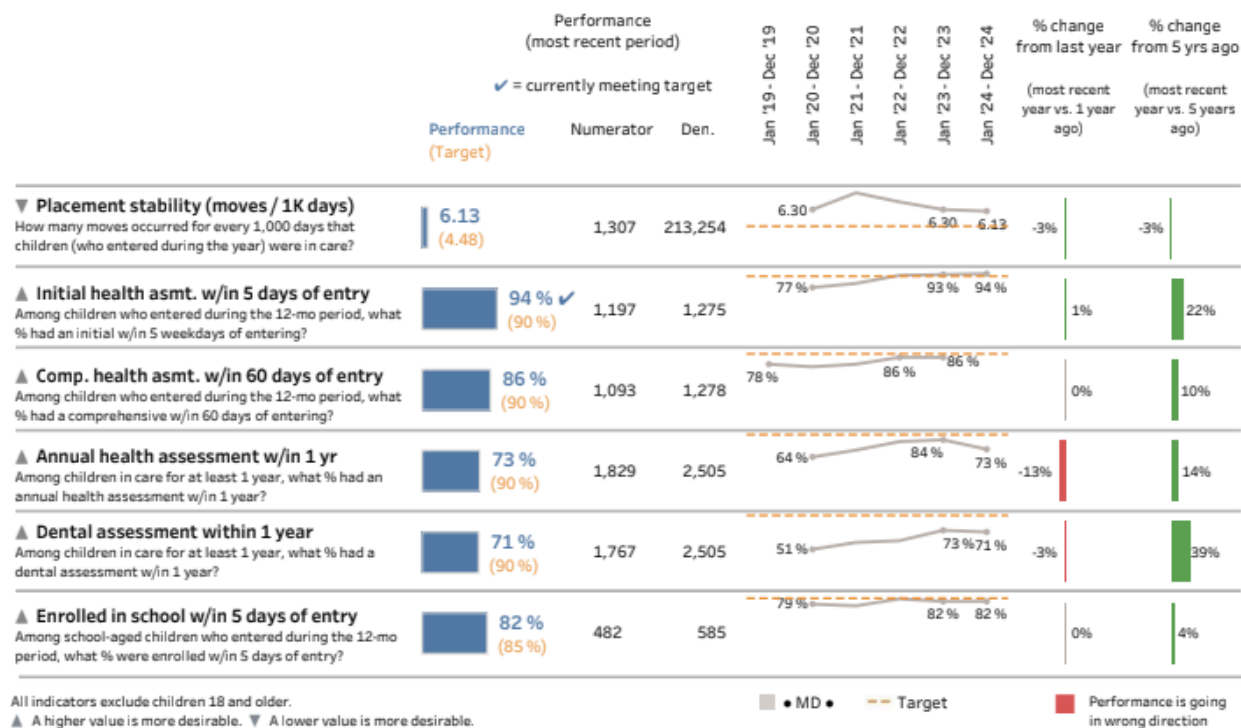 Performance
(most recent period)
✔ = currently meeting target
Performance
(Target)
Numerator
Den.
Jan '19 - Dec '19
Jan '20 - Dec '20
Jan '21 - Dec '21
Jan '22 - Dec '22
Jan '23 - Dec '23
Jan '24 - Dec '24
% change
from last year
(most recent
year vs. 1 year
ago)
% change
from 5 yrs ago
(most recent
year vs. 5 years
ago)
▼ Placement stability (moves / 1K days)
How many moves occurred for every 1,000 days that
children (who entered during the year) were in care?
6.13
(4.48)
1,307
213,254
6.30
6.30
6.13
-3%
-3%
▲ Initial health asmt. w/in 5 days of entry
Among children who entered during the 12-mo period, what
% had an initial w/in 5 weekdays of entering?
94 % ✔
(90 %)
1,197
1,275
77 %
93 %
94 %
1%
22%
▲ Comp. health asmt. w/in 60 days of entry
Among children who entered during the 12-mo period, what
% had a comprehensive w/in 60 days of entering?
86 %
(90 %)
1,093
1,278
78 %
86 %
86 %
0%
10%
▲ Annual health assessment w/in 1 yr
Among children in care for at least 1 year, what % had an
annual health assessment w/in 1 year?
73 %
(90 %)
1,829
2,505
64 %
84 %
73 %
-13%
14%
▲ Dental assessment within 1 year
Among children in care for at least 1 year, what % had a
dental assessment w/in 1 year?
71 %
(90 %)
1,767
2,505
51 %
73 %
71 %
-3%
39%
▲ Enrolled in school w/in 5 days of entry
Among school-aged children who entered during the 12-mo
period, what % were enrolled w/in 5 days of entry?
82 %
(85 %)
482
585
79 %
82 %
82 %
0%
4%
All indicators exclude children 18 and older.
▲ A higher value is more desirable. ▼ A lower value is more desirable.
• MD •
Target
Performance is going
in wrong direction